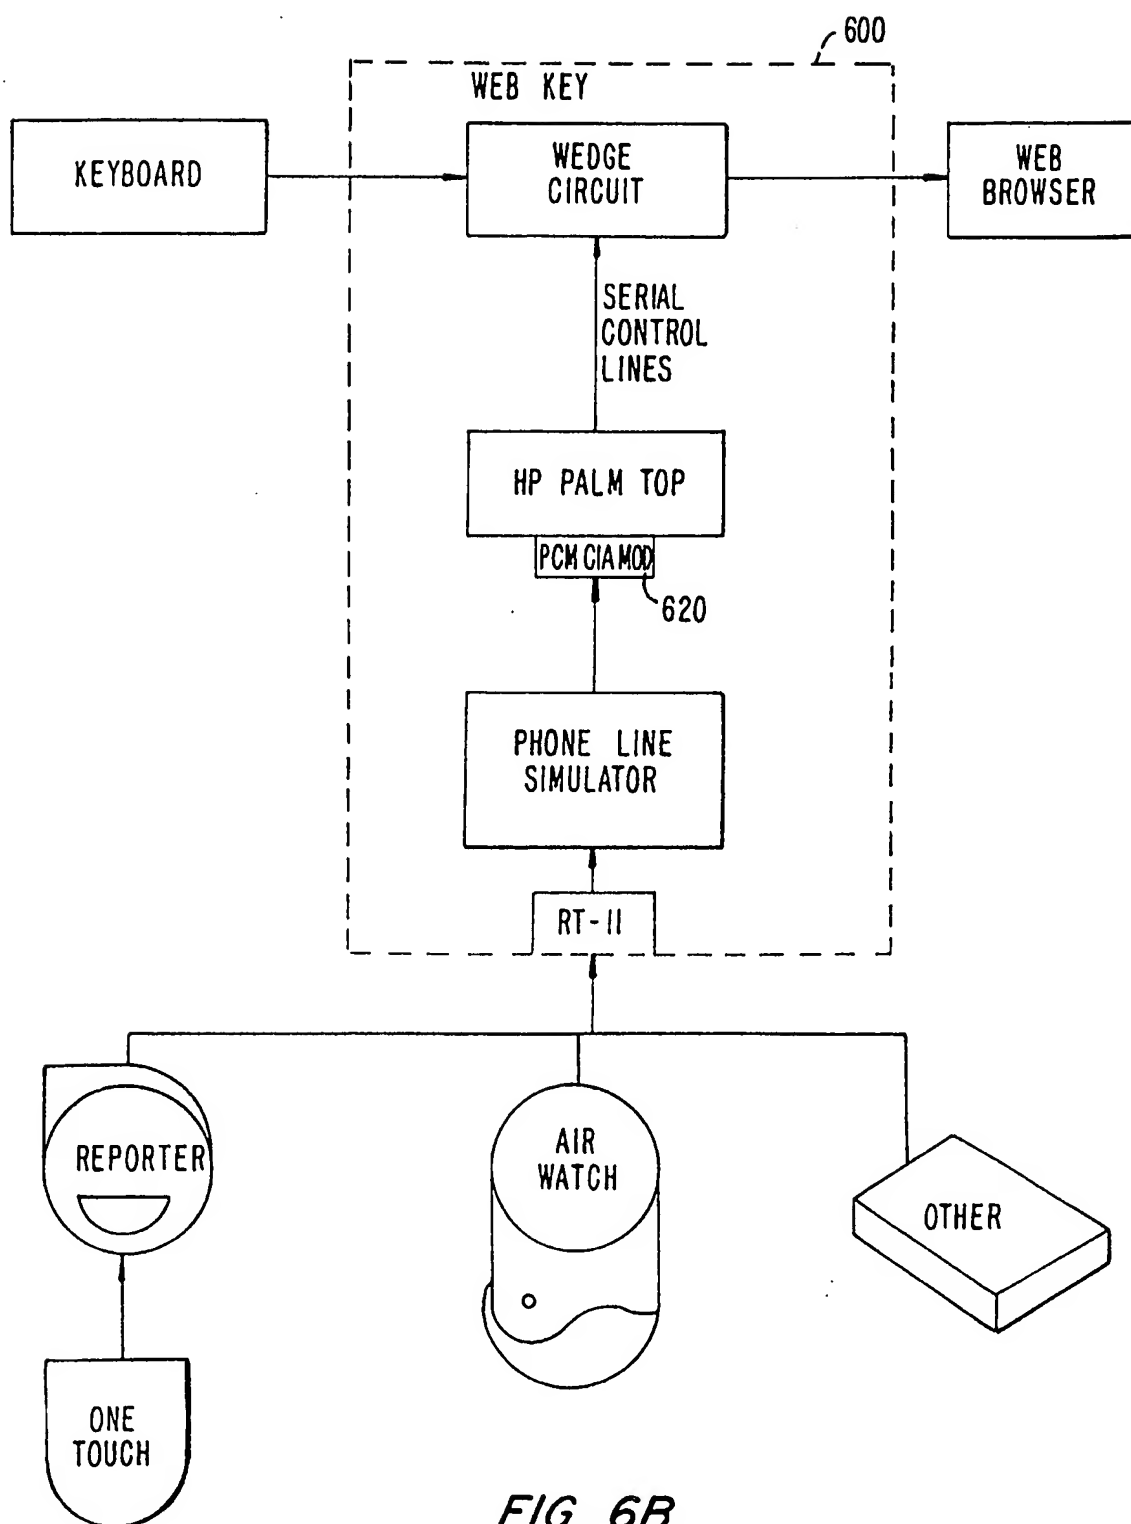 600
WEB KEY
KEYBOARD
WEDGE
CIRCUIT
WEB
BROWSER
SERIAL
CONTROL
LINES
HP PALM TOP
PCMCIA MOD
620
PHONE LINE
SIMULATOR
RT-11
REPORTER
AIR
WATCH
OTHER
ONE
TOUCH
FIG 6B